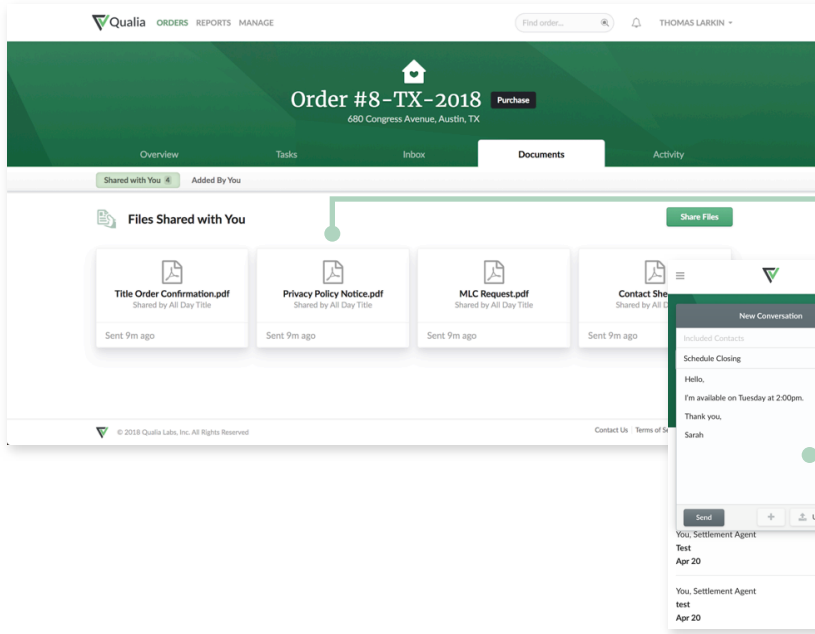 Qualia ORDERS REPORTS MANAGE Find order... THOMAS LARKIN
Order #8-TX-2018 Purchase
680 Congress Avenue, Austin, TX
Overview Tasks Inbox Documents Activity
Shared with You 4 Added By You
Files Shared with You Share Files
Title Order Confirmation.pdf
Shared by All Day Title
Sent 9m ago
Privacy Policy Notice.pdf
Shared by All Day Title
Sent 9m ago
MLC Request.pdf
Shared by All Day Title
Sent 9m ago
Contact She
Shared by All D
Sent 9m ago
© 2018 Qualia Labs, Inc. All Rights Reserved
Contact Us Terms of Se
New Conversation
Included Contacts
Schedule Closing
Hello,
I'm available on Tuesday at 2:00pm.
Thank you,
Sarah
Send + U
You, Settlement Agent
Test
Apr 20
You, Settlement Agent
test
Apr 20